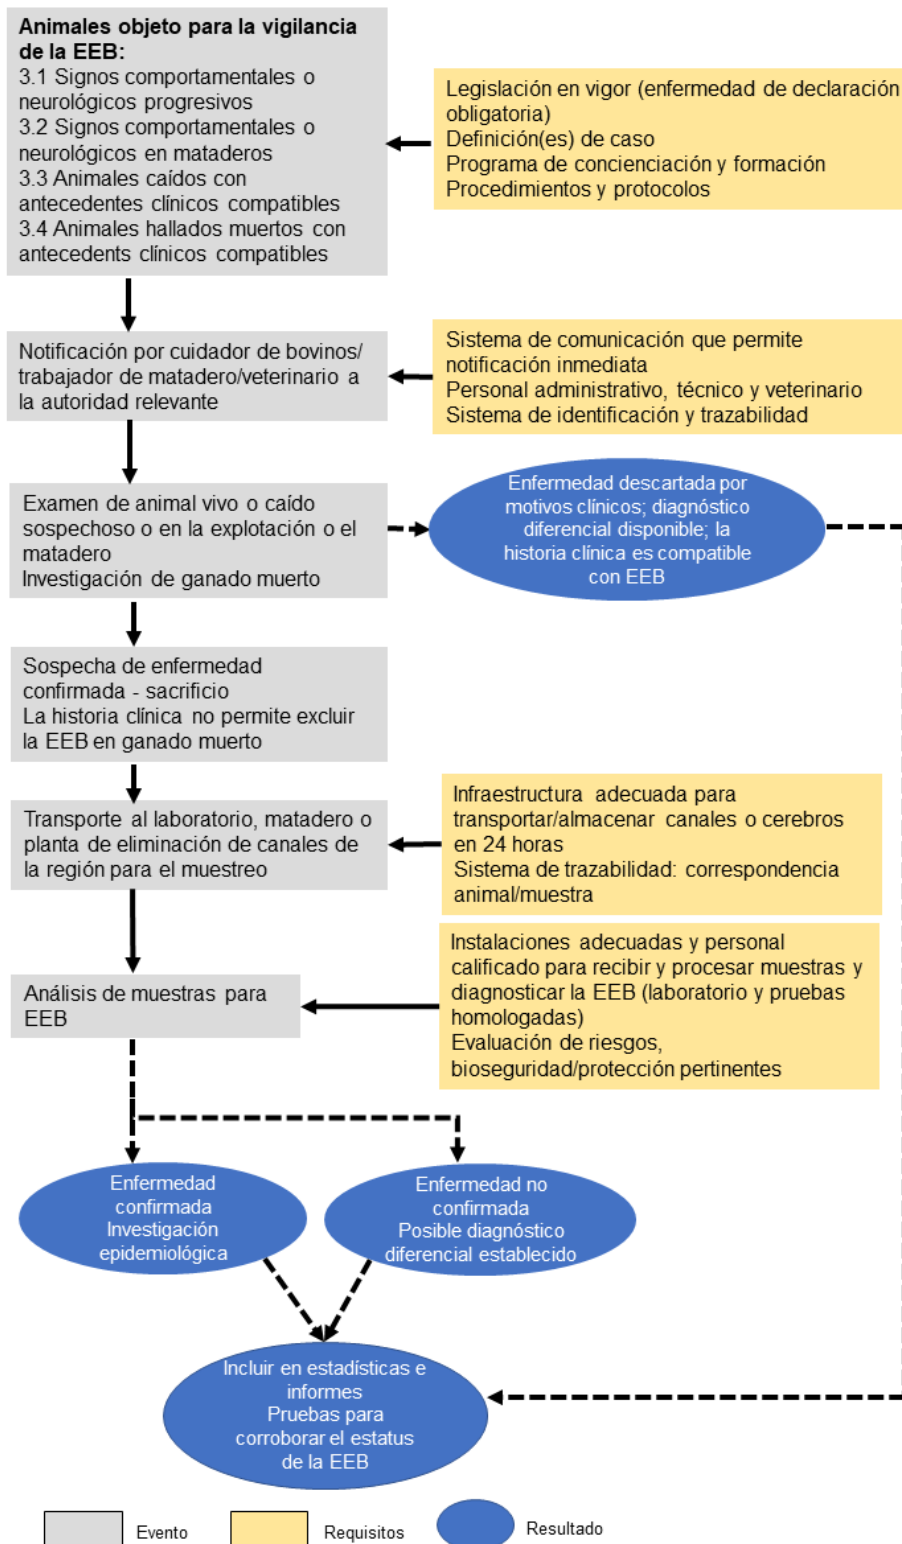 Animales objeto para la vigilancia
de la EEB:
3.1 Signos comportamentales o
neurológicos progresivos
3.2 Signos comportamentales o
neurológicos en mataderos
3.3 Animales caídos con
antecedentes clínicos compatibles
3.4 Animales hallados muertos con
antecedents clínicos compatibles
Legislación en vigor (enfermedad de declaración
obligatoria)
Definición(es) de caso
Programa de concienciación y formación
Procedimientos y protocolos
Notificación por cuidador de bovinos/
trabajador de matadero/veterinario a
la autoridad relevante
Sistema de comunicación que permite
notificación inmediata
Personal administrativo, técnico y veterinario
Sistema de identificación y trazabilidad
Examen de animal vivo o caído
sospechoso o en la explotación o el
matadero
Investigación de ganado muerto
Enfermedad descartada por
motivos clínicos; diagnóstico
diferencial disponible; la
historia clínica es compatible
con EEB
Sospecha de enfermedad
confirmada - sacrificio
La historia clínica no permite excluir
la EEB en ganado muerto
Transporte al laboratorio, matadero o
planta de eliminación de canales de
la región para el muestreo
Infraestructura adecuada para
transportar/almacenar canales o cerebros
en 24 horas
Sistema de trazabilidad: correspondencia
animal/muestra
Análisis de muestras para
EEB
Instalaciones adecuadas y personal
calificado para recibir y procesar muestras y
diagnosticar la EEB (laboratorio y pruebas
homologadas)
Evaluación de riesgos,
bioseguridad/protección pertinentes
Enfermedad
confirmada
Investigación
epidemiológica
Enfermedad no
confirmada
Posible diagnóstico
diferencial establecido
Incluir en estadísticas e
informes
Pruebas para
corroborar el estatus
de la EEB
Evento
Requisitos
Resultado